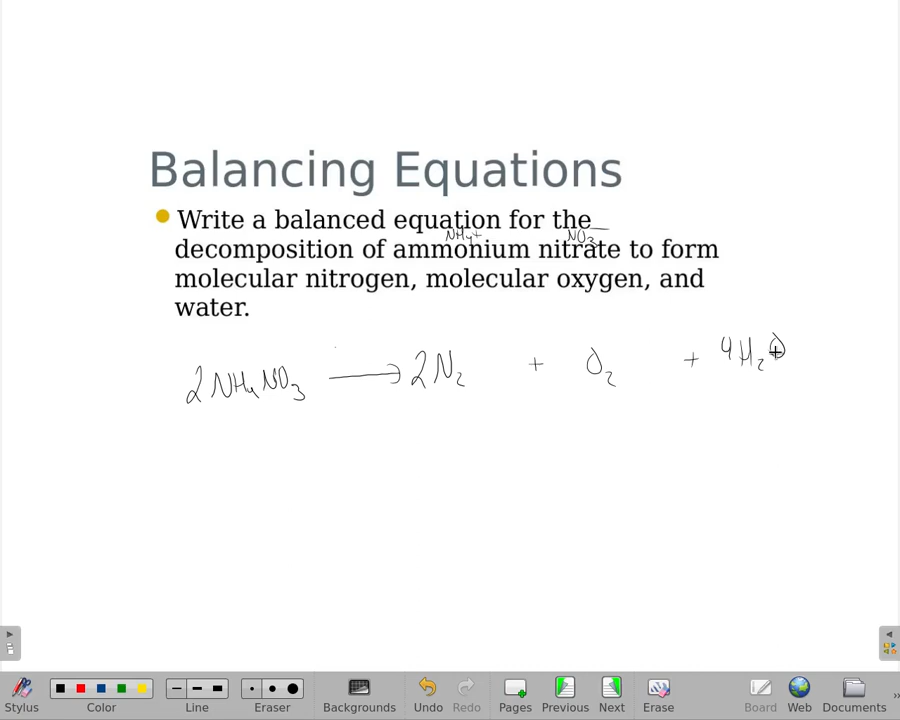 Balancing Equations
Write a balanced equation for the
NH4+ NO3-
decomposition of ammonium nitrate to form
molecular nitrogen, molecular oxygen, and
water.
2NH4NO3 → 2N2 + O2 + 4H2O
Stylus Color Line Eraser Backgrounds Undo Redo Pages Previous Next Erase Board Web Documents